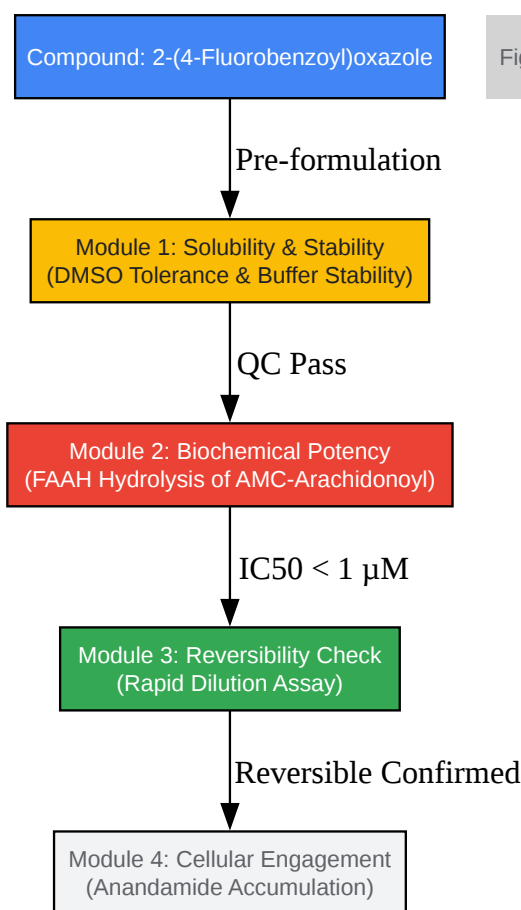 Compound: 2-(4-Fluorobenzoyl)oxazole
Fig
Pre-formulation
Module 1: Solubility & Stability
(DMSO Tolerance & Buffer Stability)
QC Pass
Module 2: Biochemical Potency
(FAAH Hydrolysis of AMC-Arachidonoyl)
IC50 < 1 µM
Module 3: Reversibility Check
(Rapid Dilution Assay)
Reversible Confirmed
Module 4: Cellular Engagement
(Anandamide Accumulation)